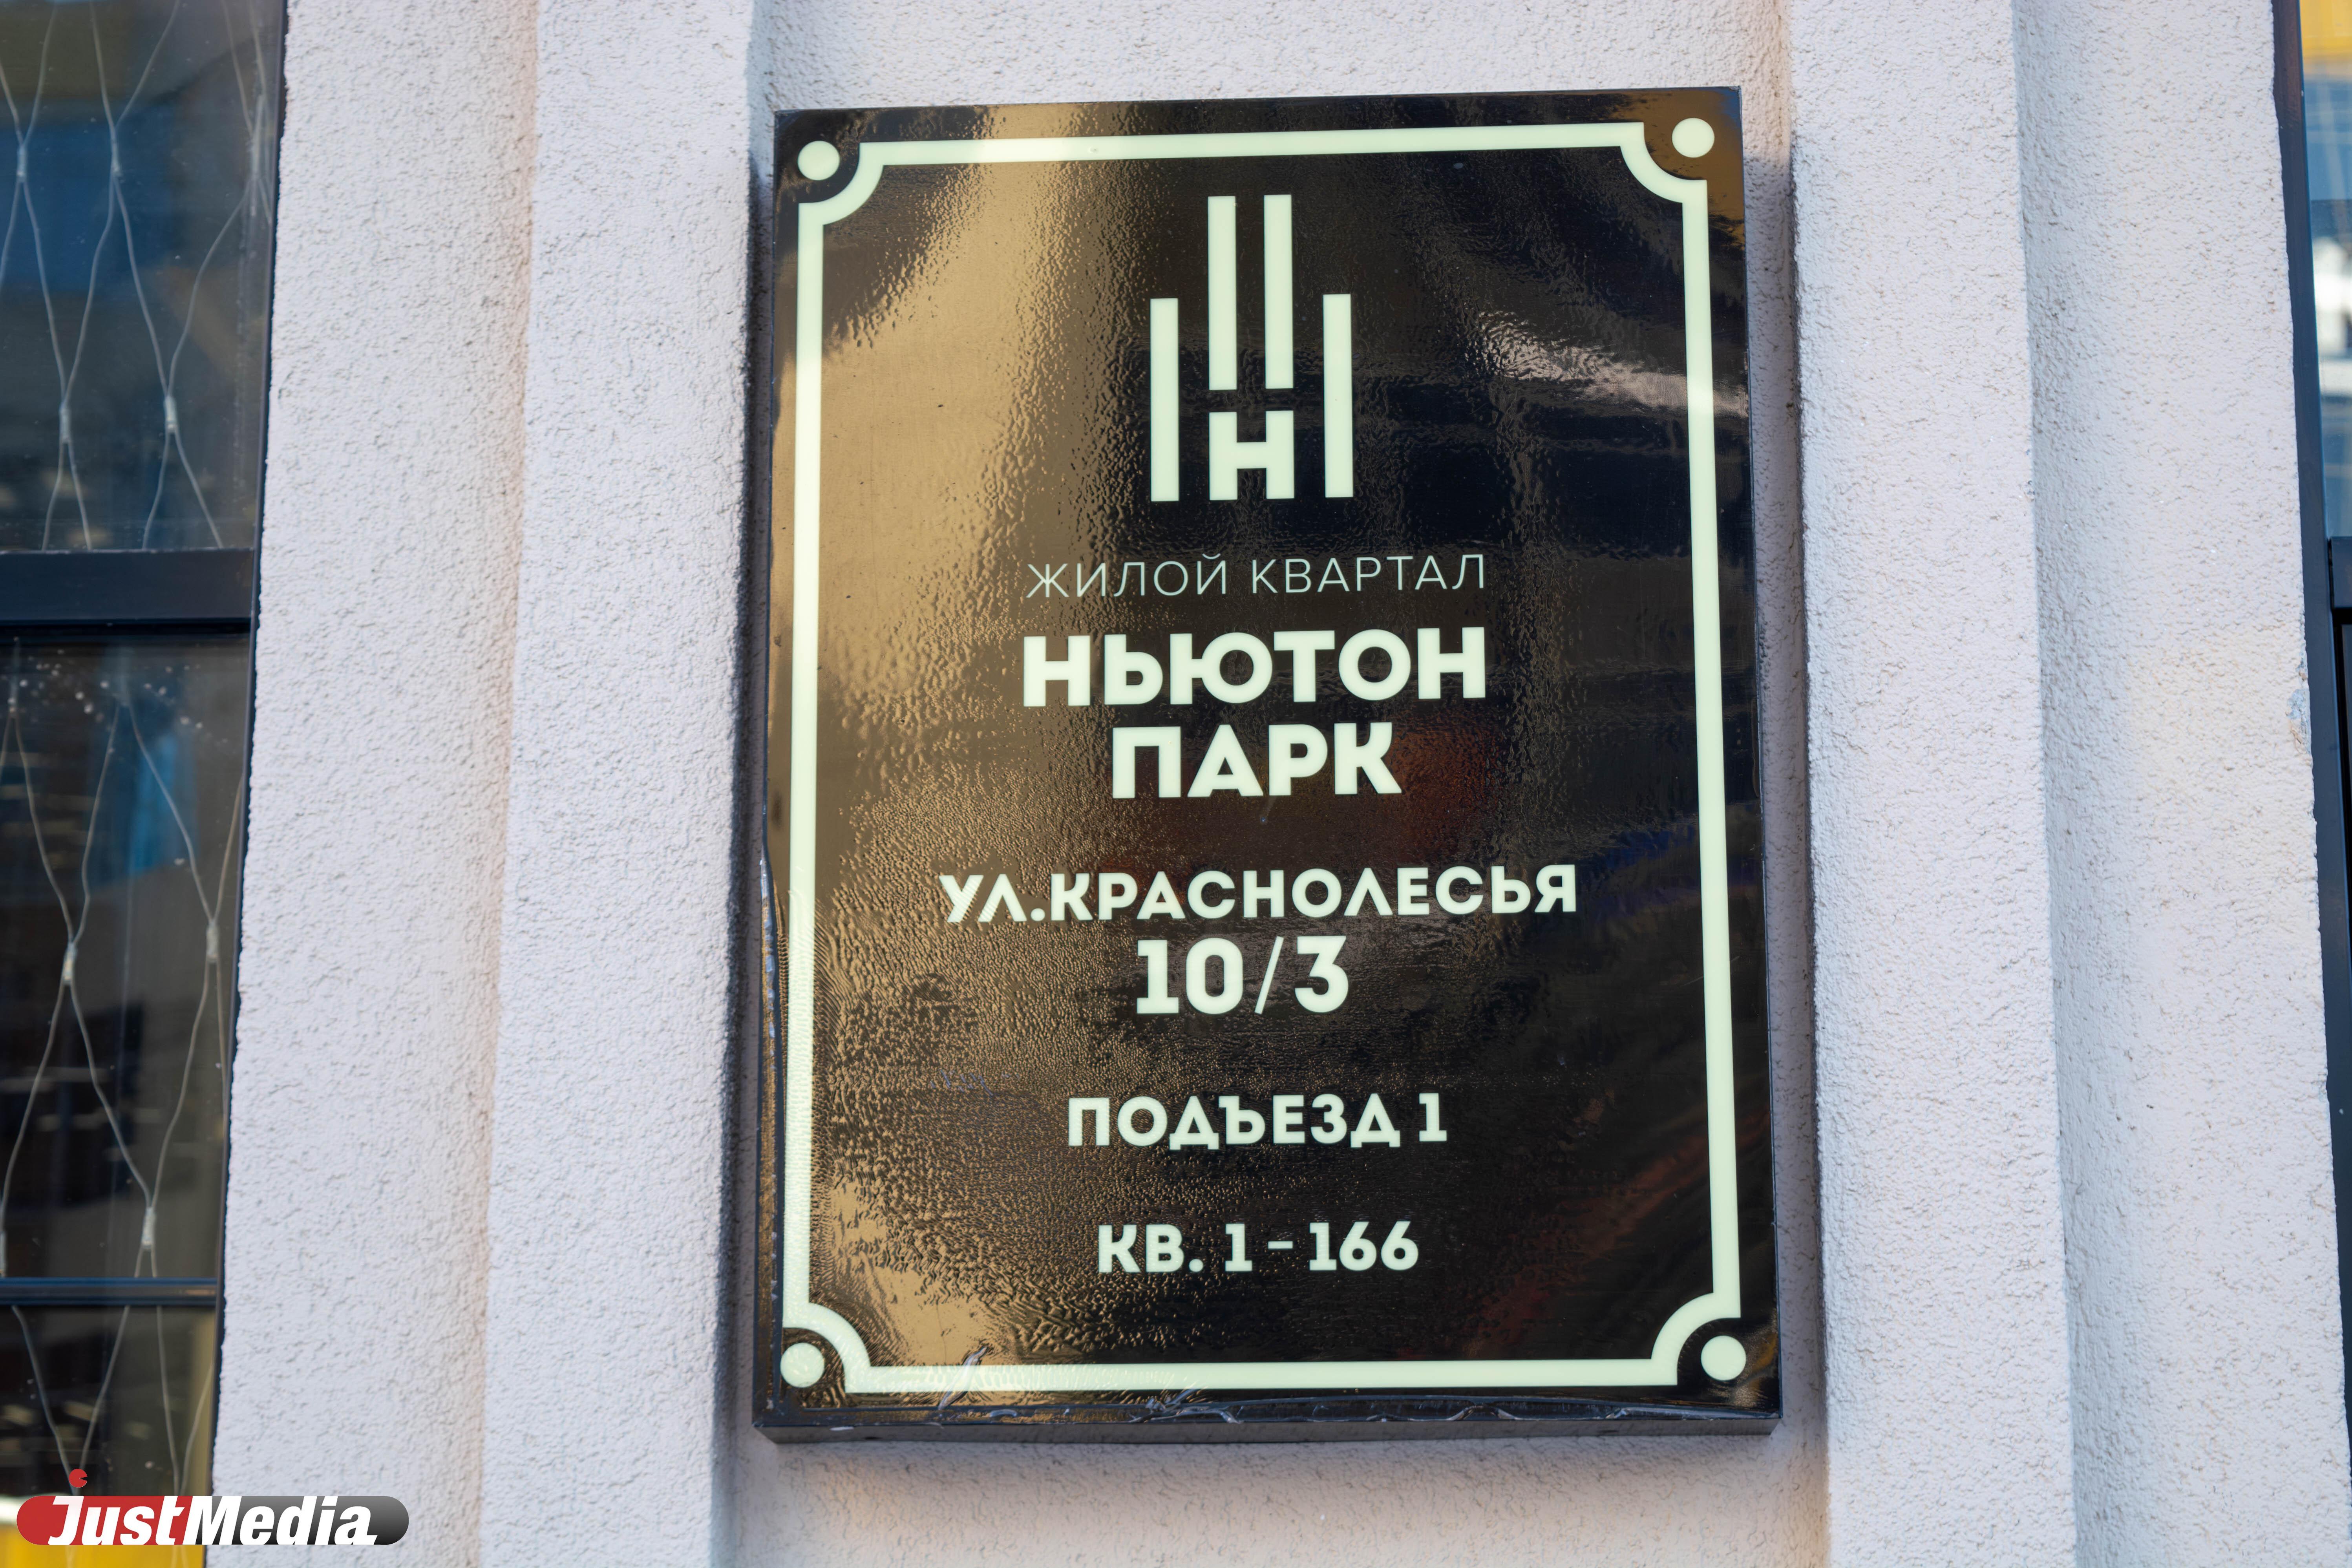 Н
ЖИЛОЙ КВАРТАЛ
НЬЮТОН
ПАРК
УЛ.КРАСНОЛЕСЬЯ
10/3
ПОДЪЕЗД 1
КВ. 1 - 166
JustMedia